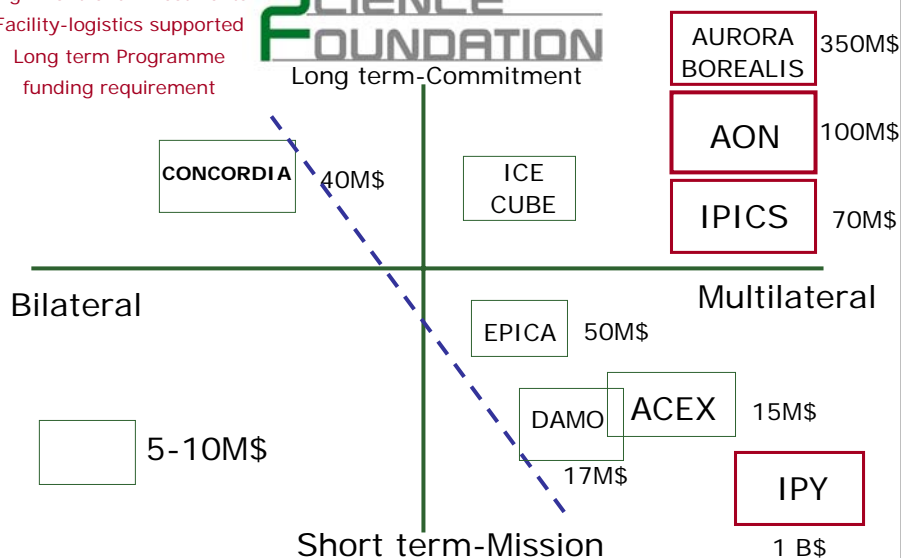 Facility-logistics supported
Long term Programme
funding requirement
SCIENCE
FOUNDATION
Long term-Commitment
AURORA
BOREALIS
350M$
AON
100M$
CONCORDIA
40M$
ICE
CUBE
IPICS
70M$
Bilateral
Multilateral
EPICA
50M$
DAMO
ACEX
15M$
5-10M$
17M$
IPY
Short term-Mission
1 B$